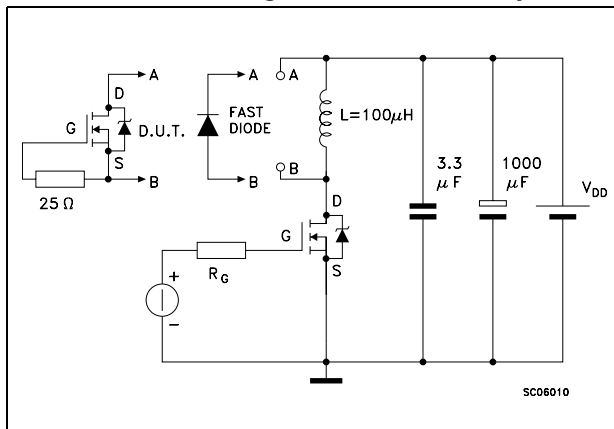 A
A
A
D
G
D.U.T.
FAST
DIODE
L=100μH
S
B
B
B
25 Ω
D
G
S
R_G
+
-
3.3
μF
1000
μF
V_DD
+
SC06010